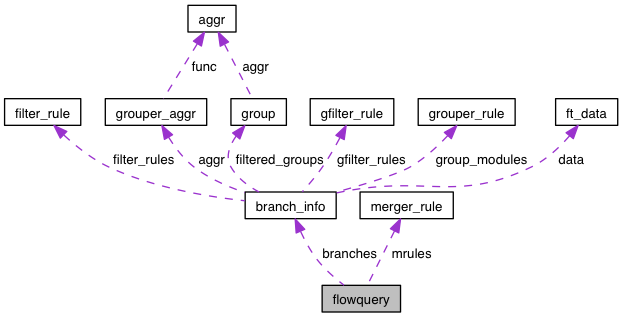 aggr
func aggr
filter_rule grouper_aggr group gfilter_rule grouper_rule ft_data
filter_rules aggr filtered_groups gfilter_rules group_modules data
branch_info merger_rule
branches mrules
flowquery